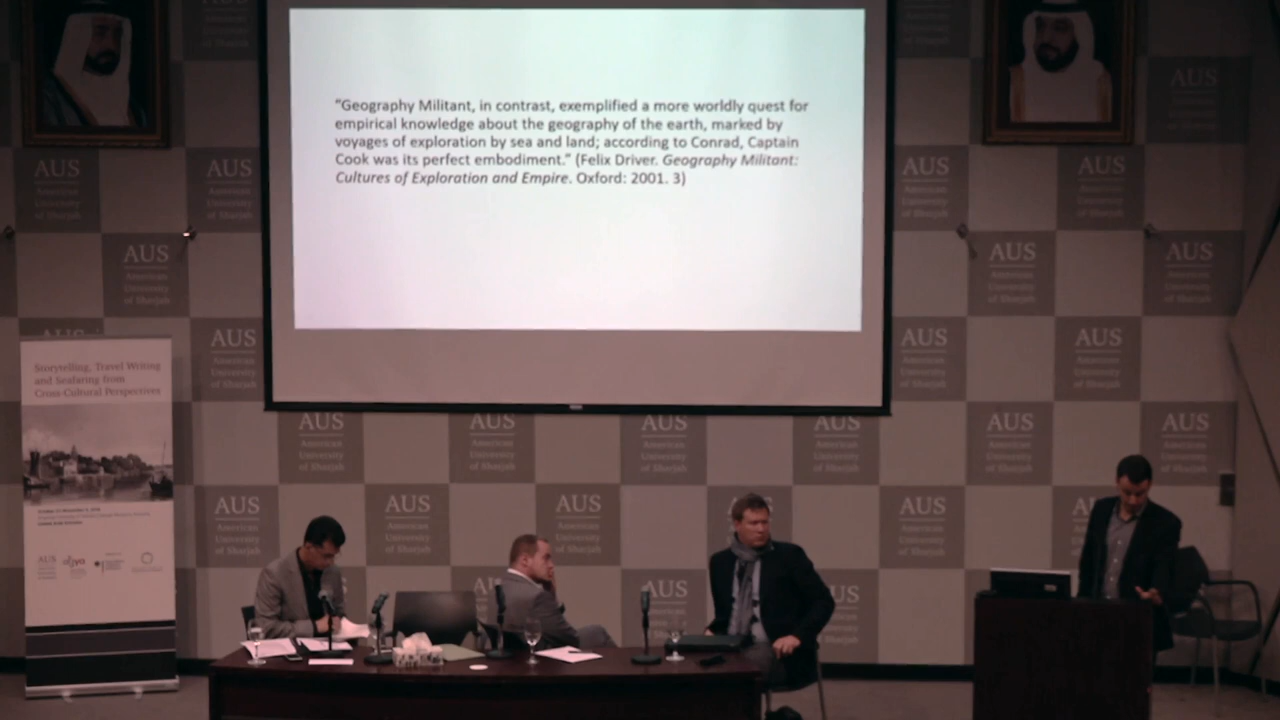 "Geography Militant, in contrast, exemplified a more worldly quest for
empirical knowledge about the geography of the earth, marked by
voyages of exploration by sea and land; according to Conrad, Captain
Cook was its perfect embodiment." (Felix Driver. Geography Militant:
Cultures of Exploration and Empire. Oxford: 2001. 3)
Storytelling, Travel Writing
and Seafaring from
Cross-Cultural Perspectives
AUS
American
University
of Sharjah